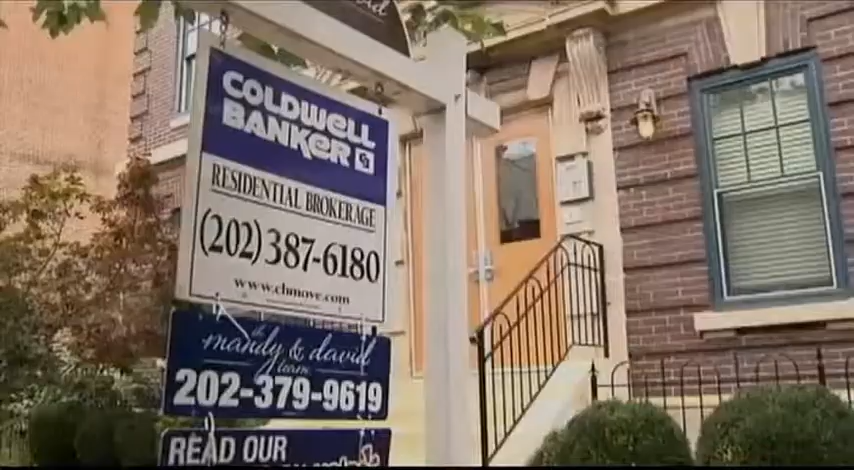 COLDWELL
BANKER
RESIDENTIAL BROKERAGE
(202)387-6180
www.cbmove.com
the
mandy & david
team
202-379-9619
READ OUR